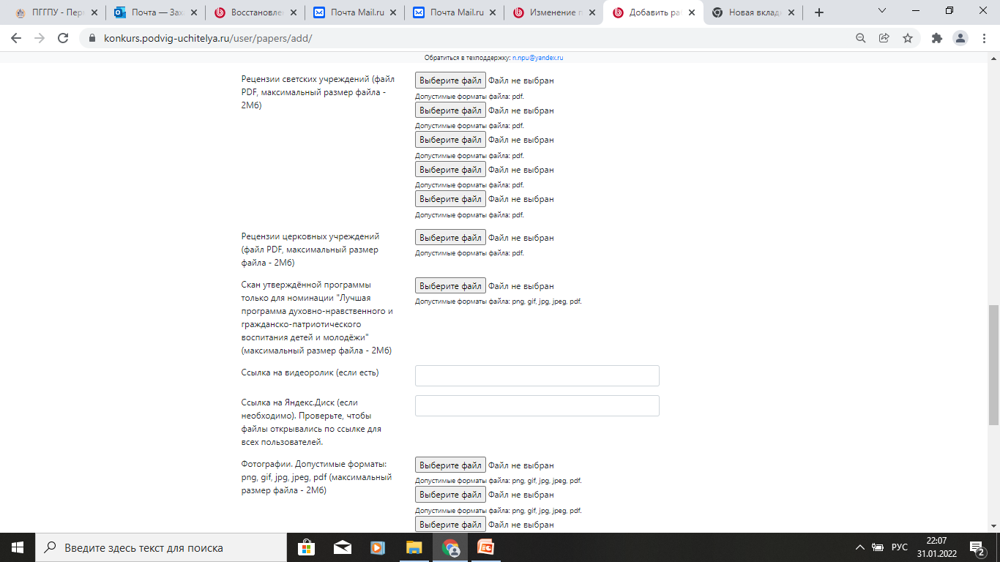 ПГГПУ - Пер
Почта — Зах
Восстановле
Почта Mail.ru
Почта Mail.ru
Изменение п
Добавить ра
Новая вклад
konkurs.podvig-uchitelya.ru/user/papers/add/
Обратиться в техподдержку: n.npu@yandex.ru
Рецензии светских учреждений (файл
PDF, максимальный размер файла -
2Мб)
Выберите файл Файл не выбран
Допустимые форматы файла: pdf.
Выберите файл Файл не выбран
Допустимые форматы файла: pdf.
Выберите файл Файл не выбран
Допустимые форматы файла: pdf.
Выберите файл Файл не выбран
Допустимые форматы файла: pdf.
Выберите файл Файл не выбран
Допустимые форматы файла: pdf.
Рецензии церковных учреждений
(файл PDF, максимальный размер
файла - 2Мб)
Выберите файл Файл не выбран
Допустимые форматы файла: pdf.
Скан утверждённой программы
только для номинации "Лучшая
программа духовно-нравственного и
гражданско-патриотического
воспитания детей и молодёжи"
(максимальный размер файла - 2Мб)
Выберите файл Файл не выбран
Допустимые форматы файла: png, gif, jpg, jpeg, pdf.
Ссылка на видеоролик (если есть)
Ссылка на Яндекс.Диск (если
необходимо). Проверьте, чтобы
файлы открывались по ссылке для
всех пользователей.
Фотографии. Допустимые форматы:
png, gif, jpg, jpeg, pdf (максимальный
размер файла - 2Мб)
Выберите файл Файл не выбран
Допустимые форматы файла: png, gif, jpg, jpeg, pdf.
Выберите файл Файл не выбран
Допустимые форматы файла: png, gif, jpg, jpeg, pdf.
Выберите файл Файл не выбран
Введите здесь текст для поиска
РУС
22:07
31.01.2022
2